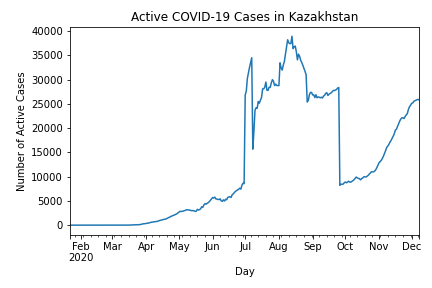 Active COVID-19 Cases in Kazakhstan
40000
35000
30000
25000
20000
15000
10000
5000
0
Number of Active Cases
Feb Mar Apr May Jun Jul Aug Sep Oct Nov Dec
2020
Day